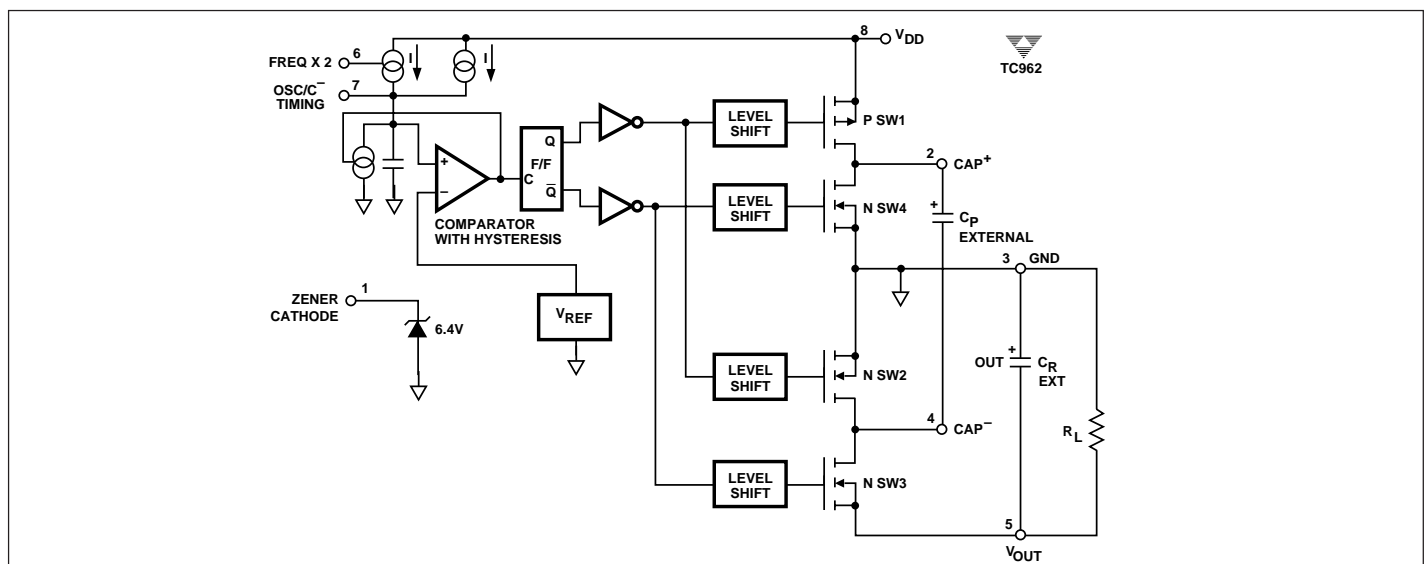 8
V_DD
TC962
6
FREQ X 2
I
I
7
OSC/C
TIMING
LEVEL
SHIFT
P SW1
2
CAP+
Q
F/F
C
Q̅
+
–
COMPARATOR
WITH HYSTERESIS
LEVEL
SHIFT
N SW4
+
C_P
EXTERNAL
3
GND
1
ZENER
CATHODE
6.4V
V_REF
LEVEL
SHIFT
N SW2
OUT
+
C_R
EXT
4
CAP–
R_L
LEVEL
SHIFT
N SW3
5
V_OUT